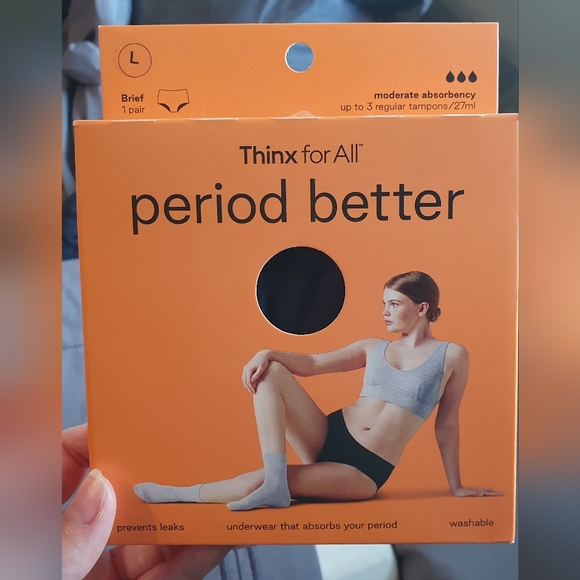 L
Brief
1 pair
moderate absorbency
up to 3 regular tampons/27ml
Thinx for All™
period better
prevents leaks
underwear that absorbs your period
washable